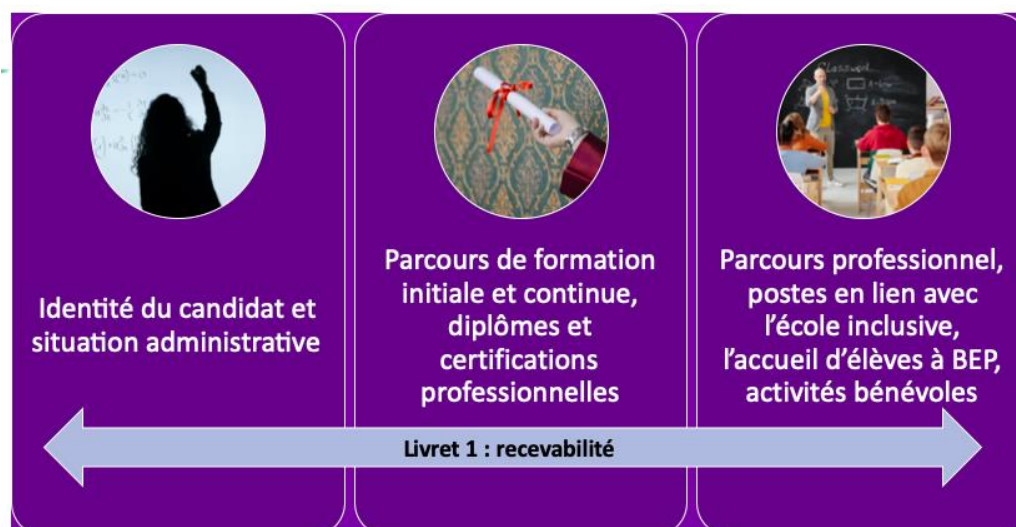 Identité du candidat et
situation administrative
Parcours de formation
initiale et continue,
diplômes et
certifications
professionnelles
Parcours professionnel,
postes en lien avec
l'école inclusive,
l'accueil d'élèves à BEP,
activités bénévoles
Livret 1 : recevabilité